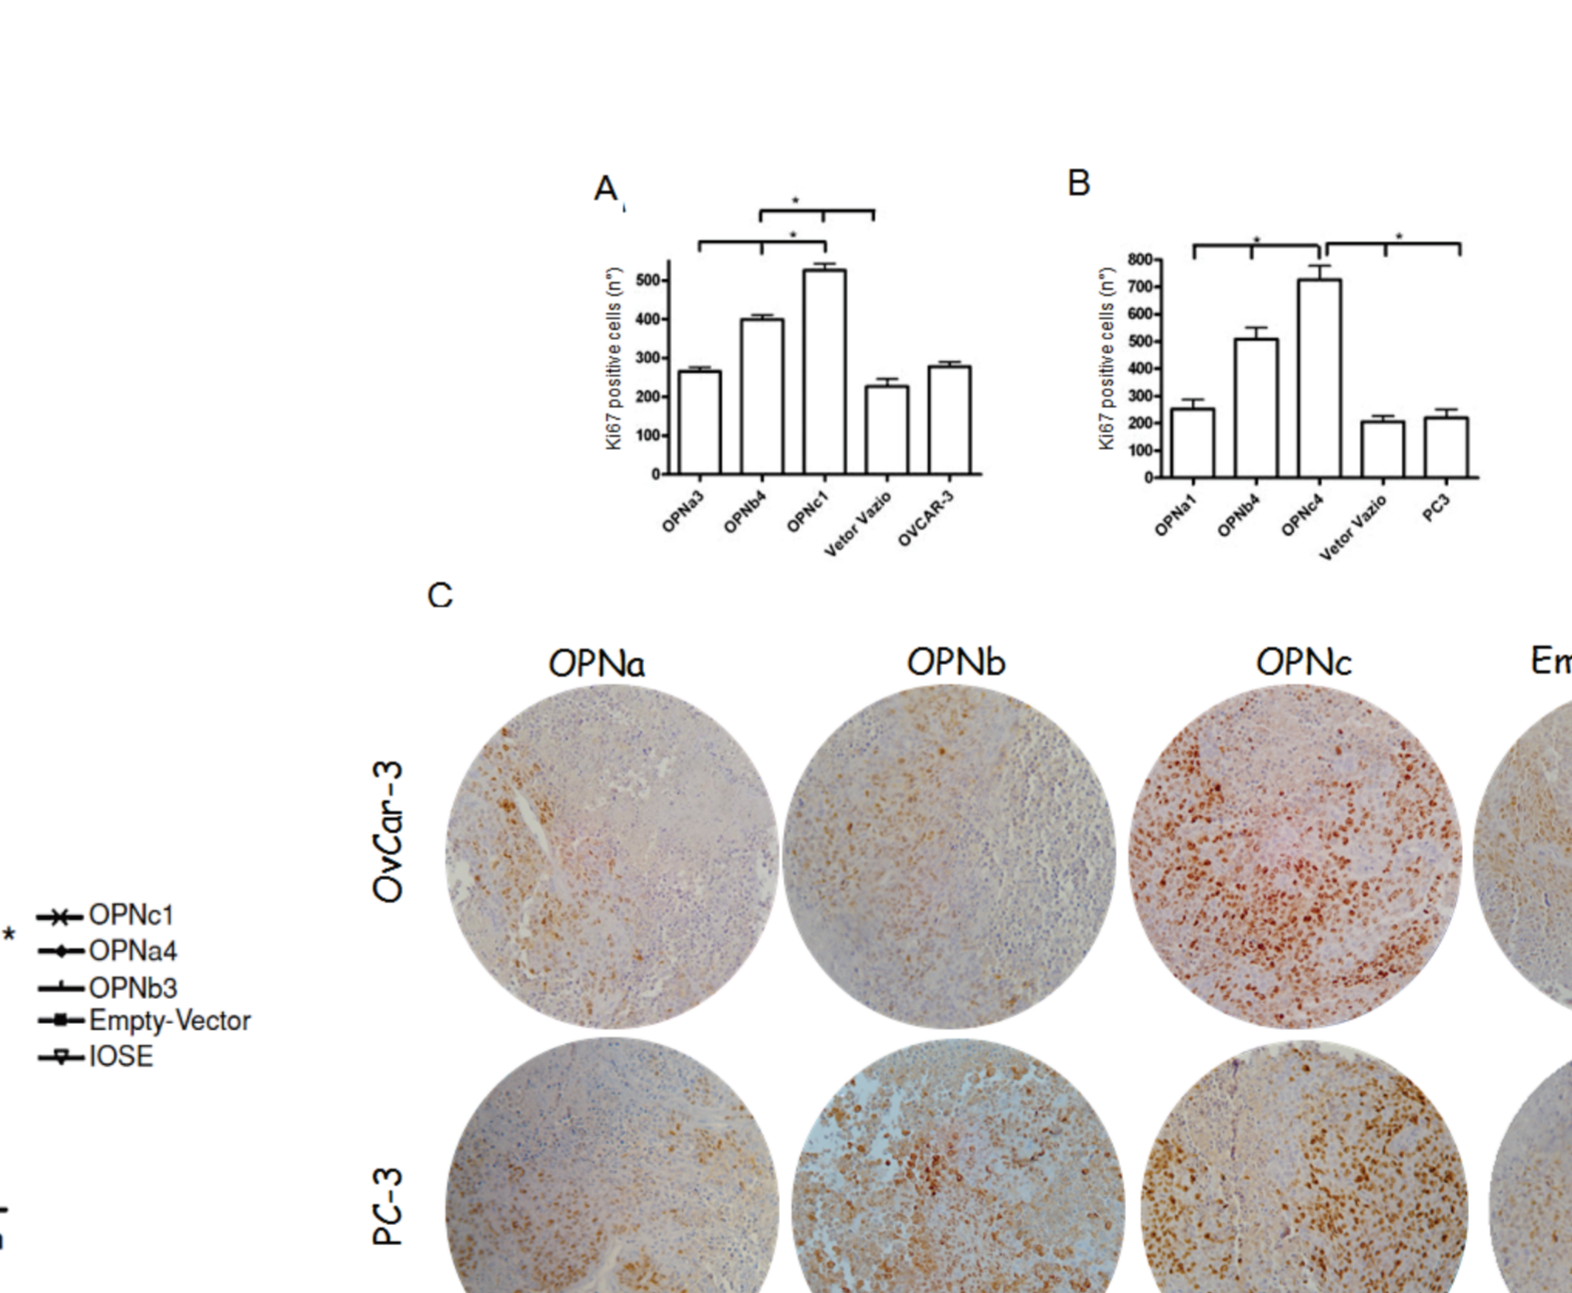 A
*
*
Ki67 positive cells (n°)
500
400
300
200
100
0
OPNa3
OPNb4
OPNc1
Vetor Vazio
OVCAR-3
B
*
*
Ki67 positive cells (n°)
800
700
600
500
400
300
200
100
0
OPNa1
OPNb4
OPNc4
Vetor Vazio
PC3
C
OPNa
OPNb
OPNc
Em
OvCar-3
PC-3
*
OPNc1
OPNa4
OPNb3
Empty-Vector
IOSE